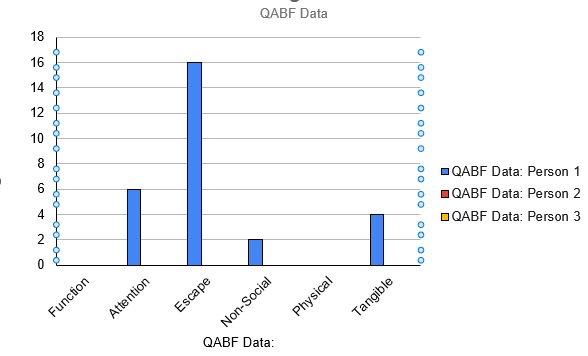 QABF Data
18
16
14
12
10
8
6
4
2
0
Function
Attention
Escape
Non-Social
Physical
Tangible
QABF Data:
QABF Data: Person 1
QABF Data: Person 2
QABF Data: Person 3